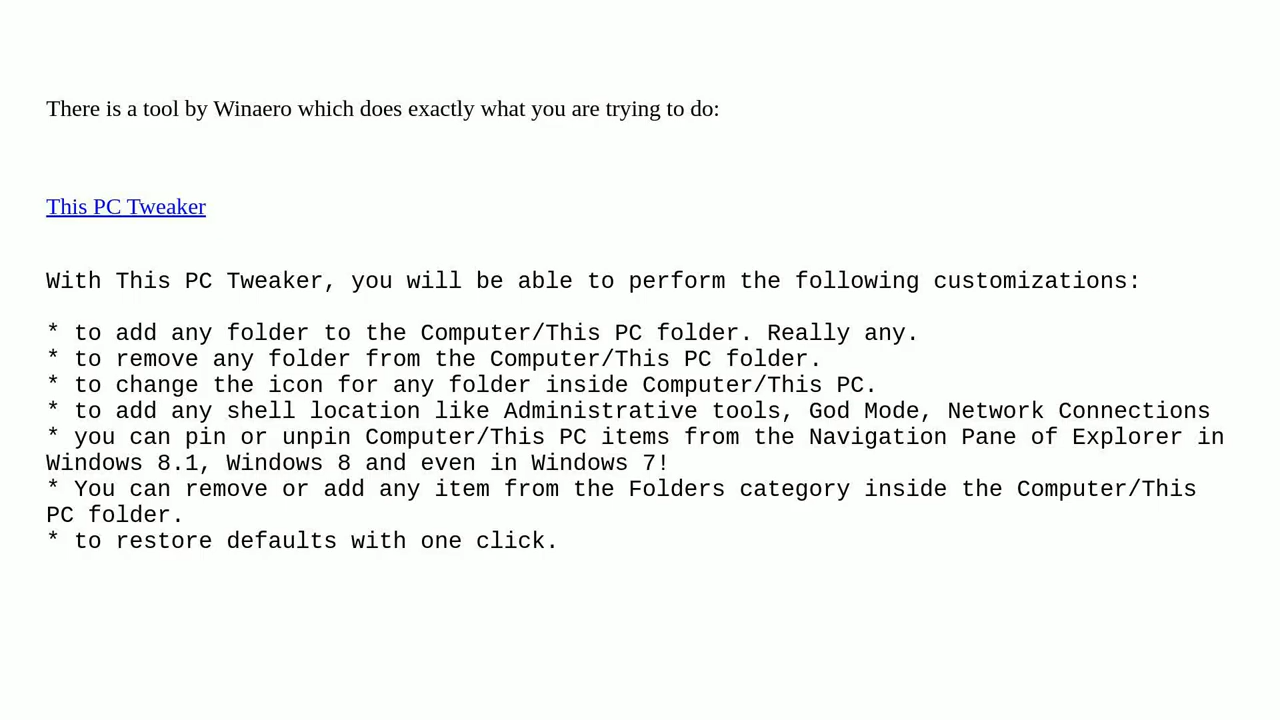 There is a tool by Winaero which does exactly what you are trying to do:
This PC Tweaker
With This PC Tweaker, you will be able to perform the following customizations:
* to add any folder to the Computer/This PC folder. Really any.
* to remove any folder from the Computer/This PC folder.
* to change the icon for any folder inside Computer/This PC.
* to add any shell location like Administrative tools, God Mode, Network Connections
* you can pin or unpin Computer/This PC items from the Navigation Pane of Explorer in
Windows 8.1, Windows 8 and even in Windows 7!
* You can remove or add any item from the Folders category inside the Computer/This
PC folder.
* to restore defaults with one click.